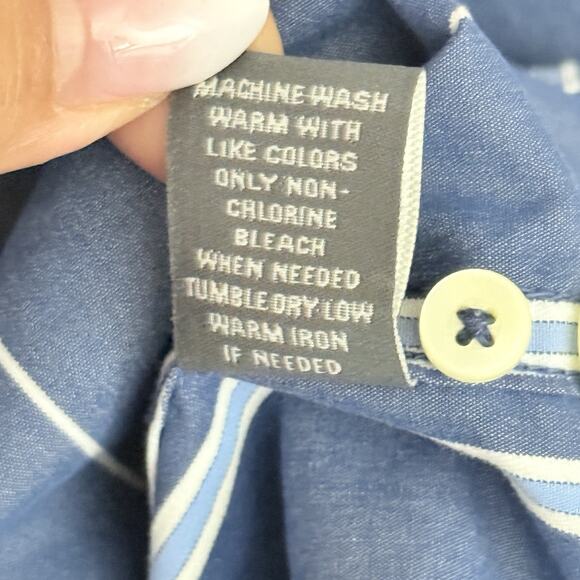 MACHINE WASH
WARM WITH
LIKE COLORS
ONLY NON-
CHLORINE
BLEACH
WHEN NEEDED
TUMBLE DRY LOW
WARM IRON
IF NEEDED